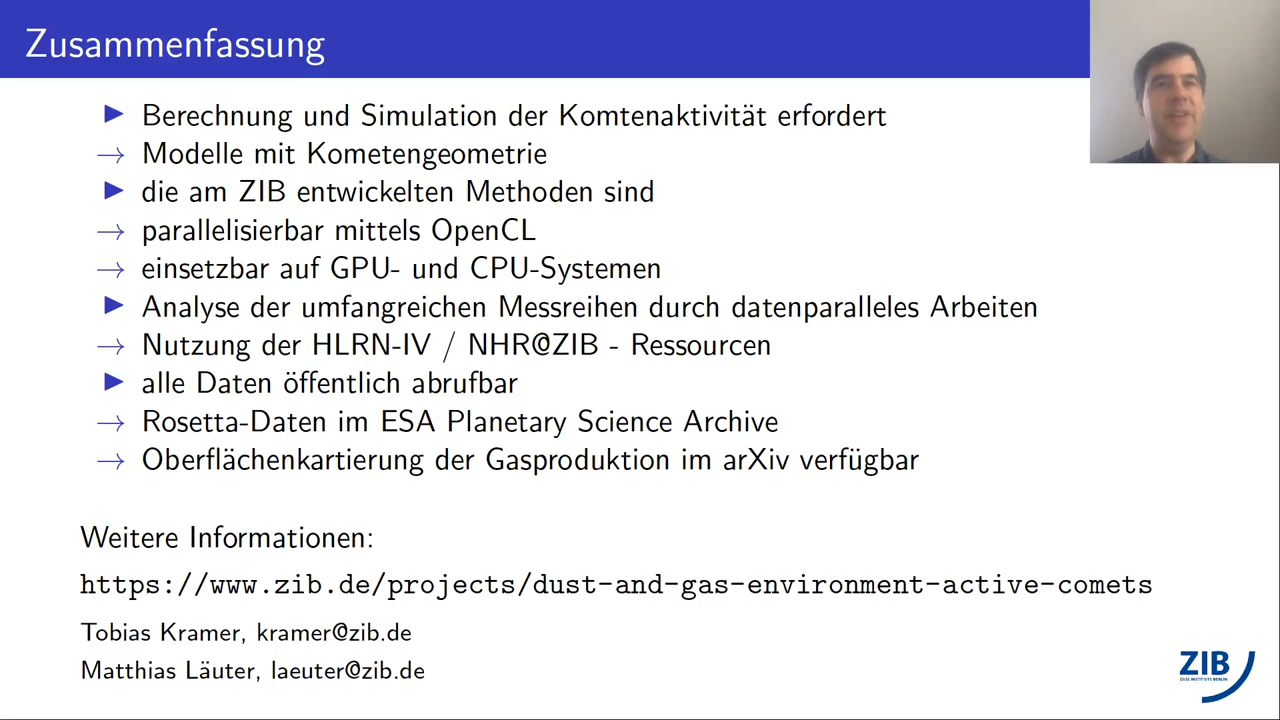 Zusammenfassung
▶ Berechnung und Simulation der Komtenaktivität erfordert
→ Modelle mit Kometengeometrie
▶ die am ZIB entwickelten Methoden sind
→ parallelisierbar mittels OpenCL
→ einsetzbar auf GPU- und CPU-Systemen
▶ Analyse der umfangreichen Messreihen durch datenparalleles Arbeiten
→ Nutzung der HLRN-IV / NHR@ZIB - Ressourcen
▶ alle Daten öffentlich abrufbar
→ Rosetta-Daten im ESA Planetary Science Archive
→ Oberflächenkartierung der Gasproduktion im arXiv verfügbar
Weitere Informationen:
https://www.zib.de/projects/dust-and-gas-environment-active-comets
Tobias Kramer, kramer@zib.de
Matthias Läuter, laeuter@zib.de
ZIB
ZUSE INSTITUTE BERLIN